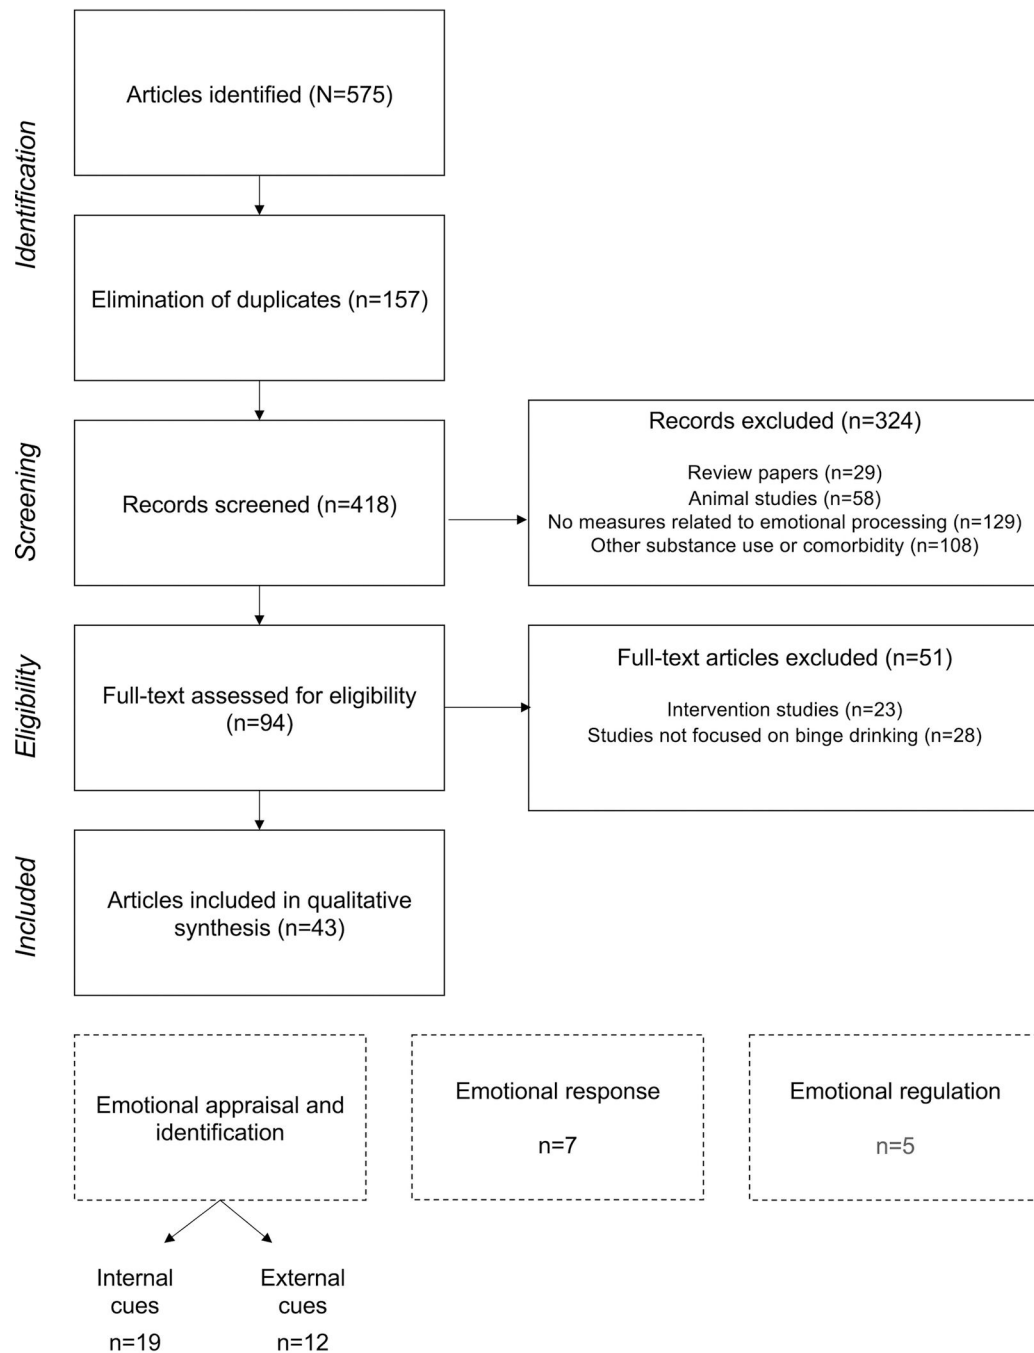 Identification
Articles identified (N=575)
Elimination of duplicates (n=157)
Screening
Records screened (n=418)
Records excluded (n=324)
Review papers (n=29)
Animal studies (n=58)
No measures related to emotional processing (n=129)
Other substance use or comorbidity (n=108)
Eligibility
Full-text assessed for eligibility
(n=94)
Full-text articles excluded (n=51)
Intervention studies (n=23)
Studies not focused on binge drinking (n=28)
Included
Articles included in qualitative
synthesis (n=43)
Emotional appraisal and
identification
Emotional response
n=7
Emotional regulation
n=5
Internal
cues
n=19
External
cues
n=12